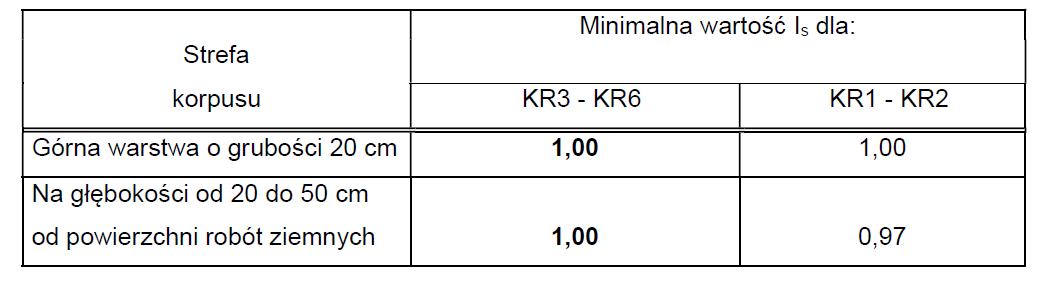 Strefa
korpusu
Minimalna wartość Is dla:
KR3 - KR6
KR1 - KR2
Górna warstwa o grubości 20 cm
1,00
1,00
Na głębokości od 20 do 50 cm
od powierzchni robót ziemnych
1,00
0,97